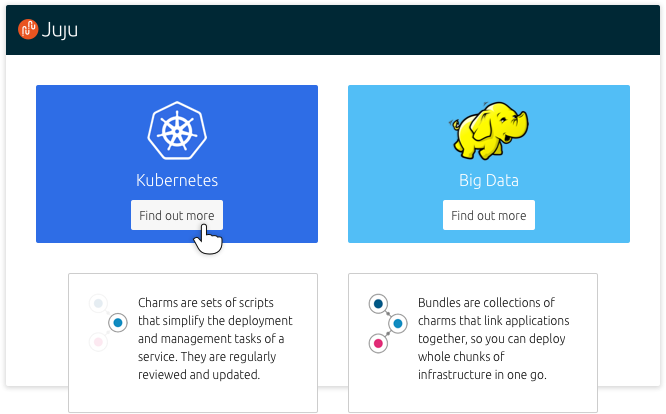 Juju
Kubernetes
Find out more
Big Data
Find out more
Charms are sets of scripts
that simplify the deployment
and management tasks of a
service. They are regularly
reviewed and updated.
Bundles are collections of
charms that link applications
together, so you can deploy
whole chunks of
infrastructure in one go.